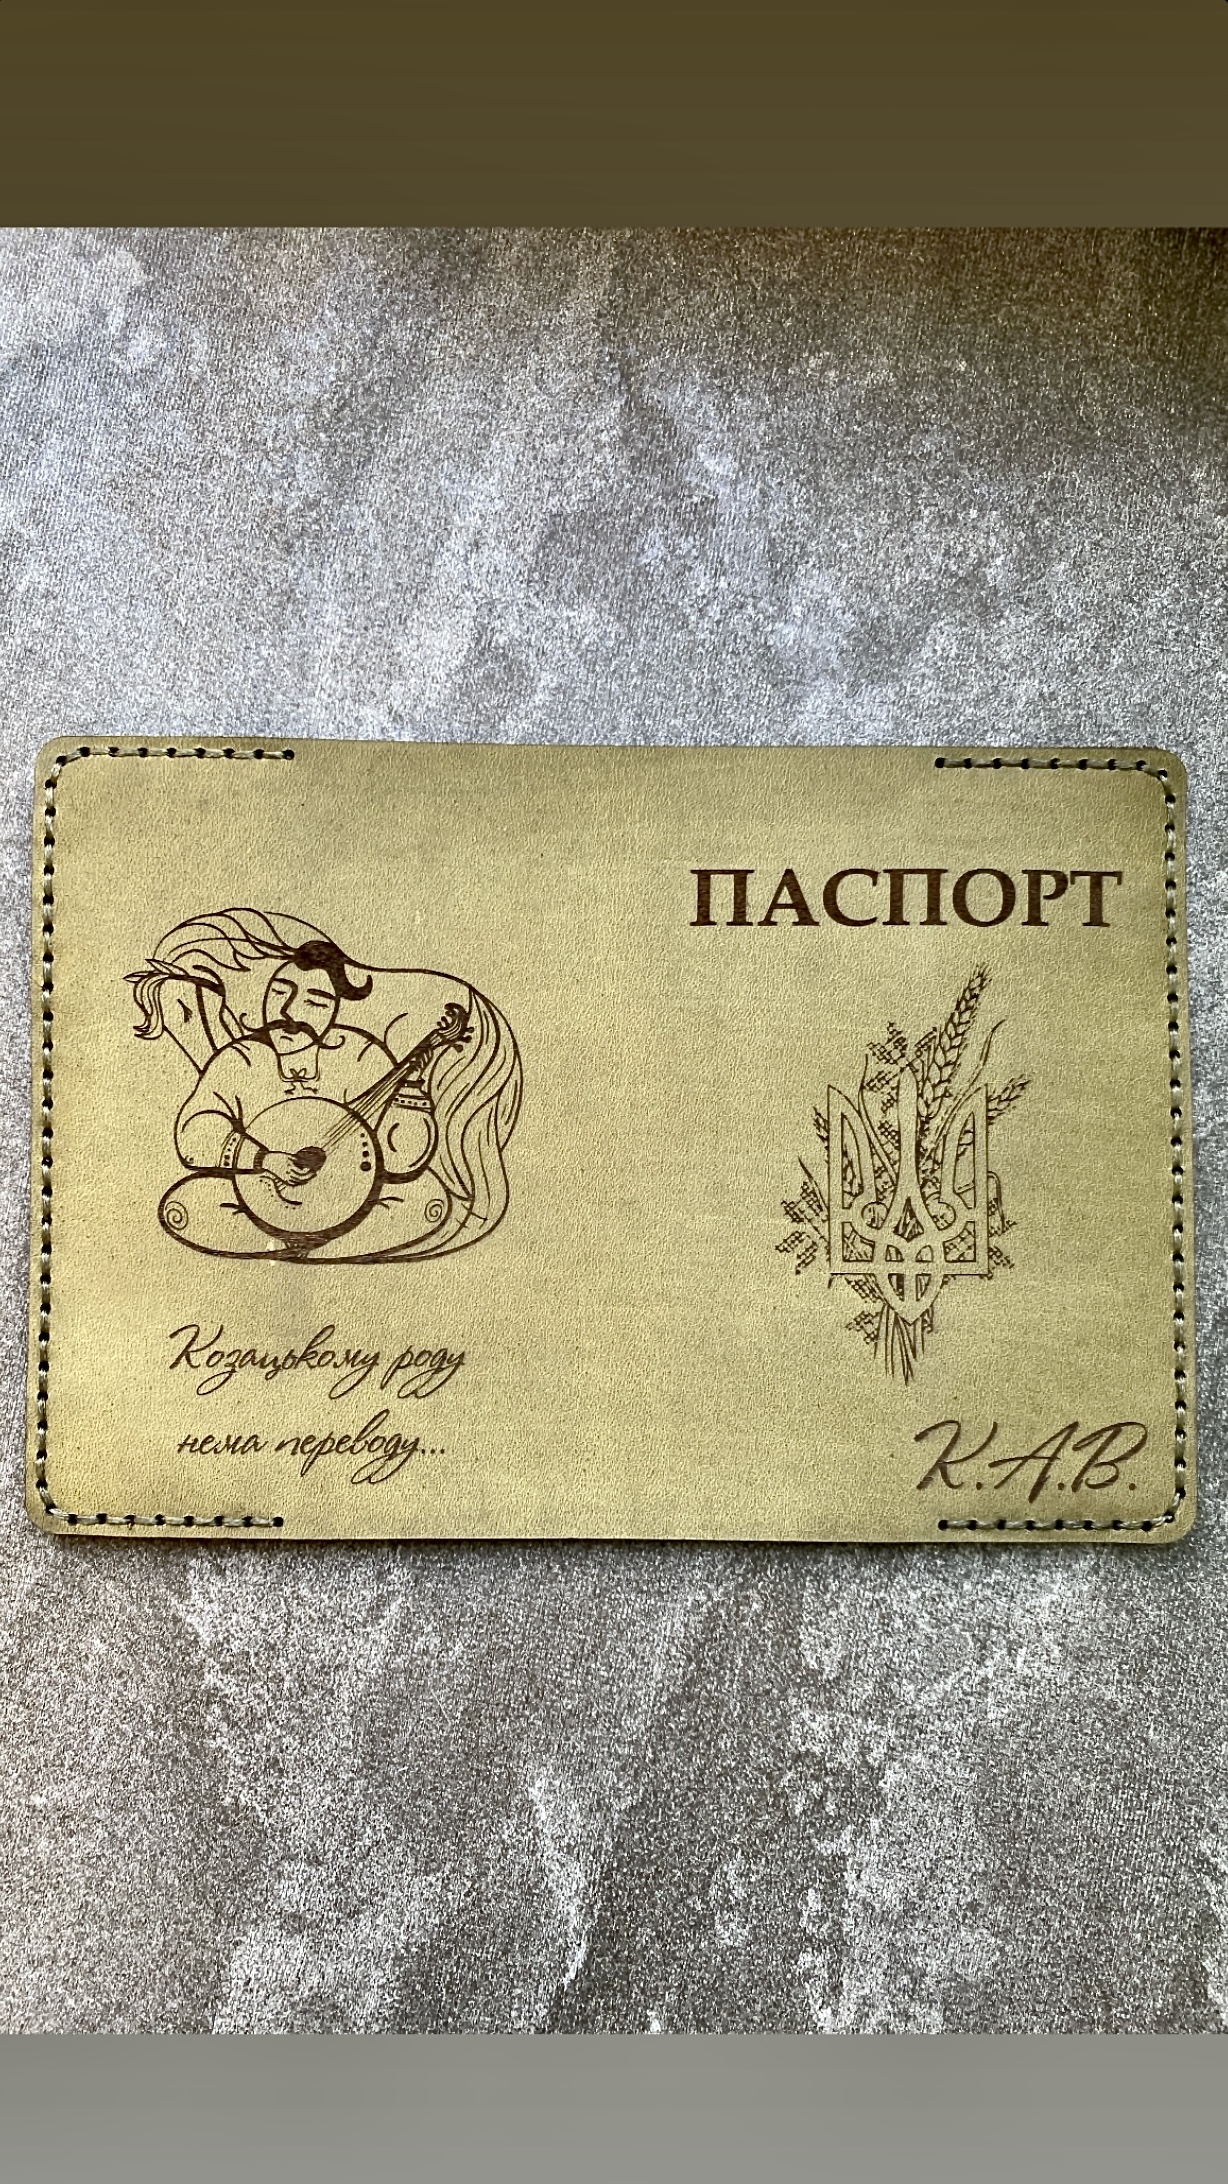 ПАСПОРТ
Козацькому роду
нема переводу...
К.А.В.